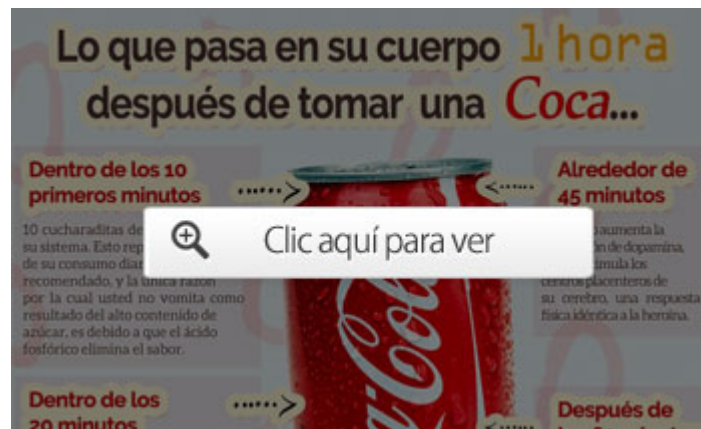 Lo que pasa en su cuerpo 1 hora
después de tomar una Coca...
Dentro de los 10
primeros minutos
Alrededor de
45 minutos
10 cucharaditas de
su sistema. Esto rep
de su consumo diar
recomendado, y la única razón
por la cual usted no vomita como
resultado del alto contenido de
azúcar, es debido a que el ácido
fosfórico elimina el sabor.
aumenta la
ón de dopamina,
imula los
centros placenteros de
su cerebro, una respuesta
física idéntica a la heroína.
Clic aquí para ver
Dentro de los
20 minutos
Después de